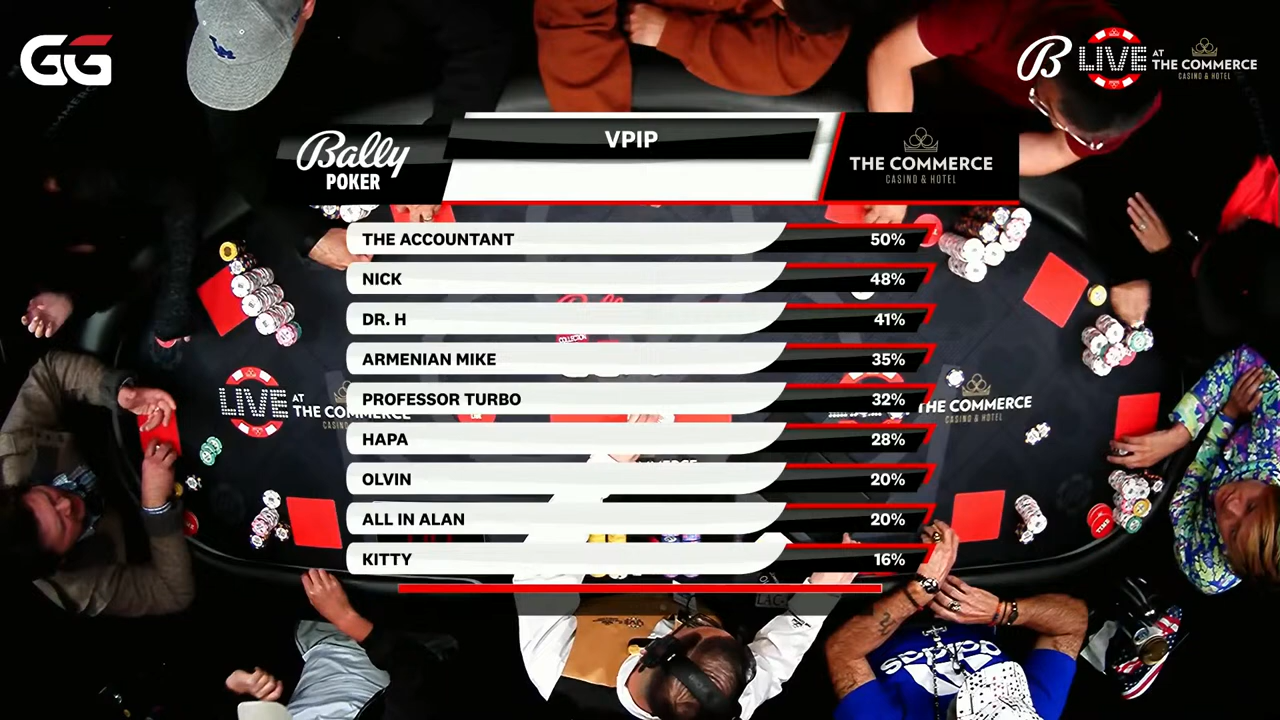 GG
B LIVE AT THE COMMERCE
CASINO & HOTEL
Bally
POKER
VPIP
THE COMMERCE
CASINO & HOTEL
THE ACCOUNTANT 50%
NICK 48%
DR. H 41%
ARMENIAN MIKE 35%
PROFESSOR TURBO 32%
HAPA 28%
OLVIN 20%
ALL IN ALAN 20%
KITTY 16%
LIVE AT
THE COMMERCE
THE COMMERCE
CASINO & HOTEL